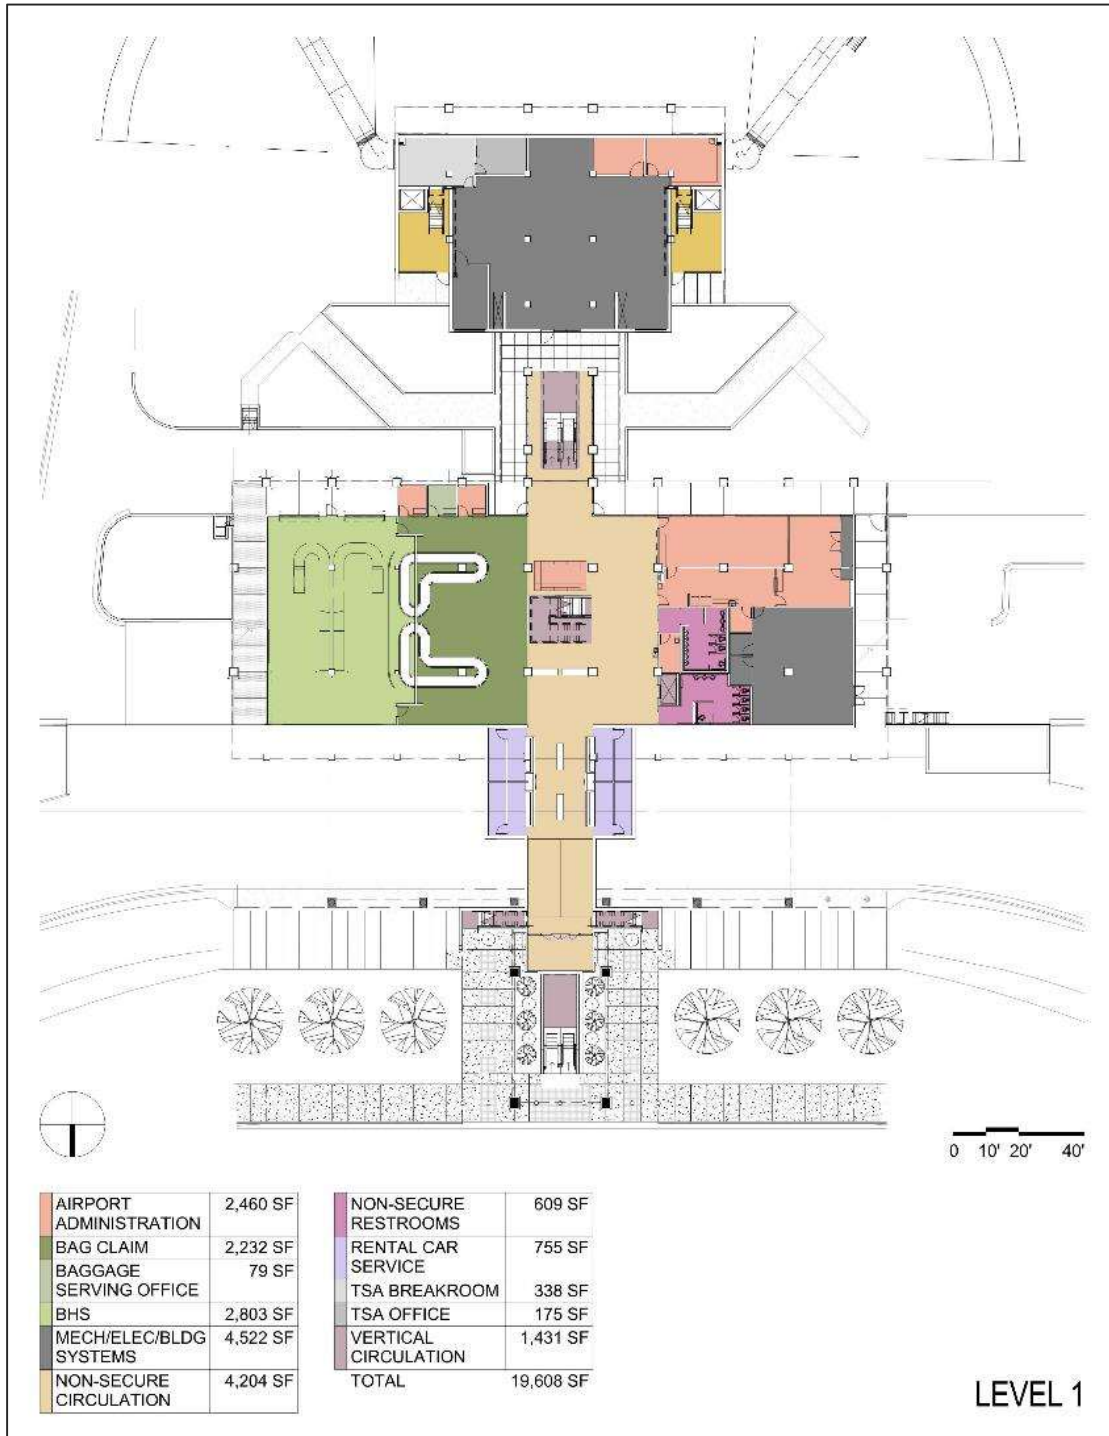 0 10' 20' 40'
AIRPORT 2,460 SF
ADMINISTRATION
BAG CLAIM 2,232 SF
BAGGAGE 79 SF
SERVING OFFICE
BHS 2,803 SF
MECH/ELEC/BLDG 4,522 SF
SYSTEMS
NON-SECURE 4,204 SF
CIRCULATION
NON-SECURE 609 SF
RESTROOMS
RENTAL CAR 755 SF
SERVICE
TSA BREAKROOM 338 SF
TSA OFFICE 175 SF
VERTICAL 1,431 SF
CIRCULATION
TOTAL 19,608 SF
LEVEL 1